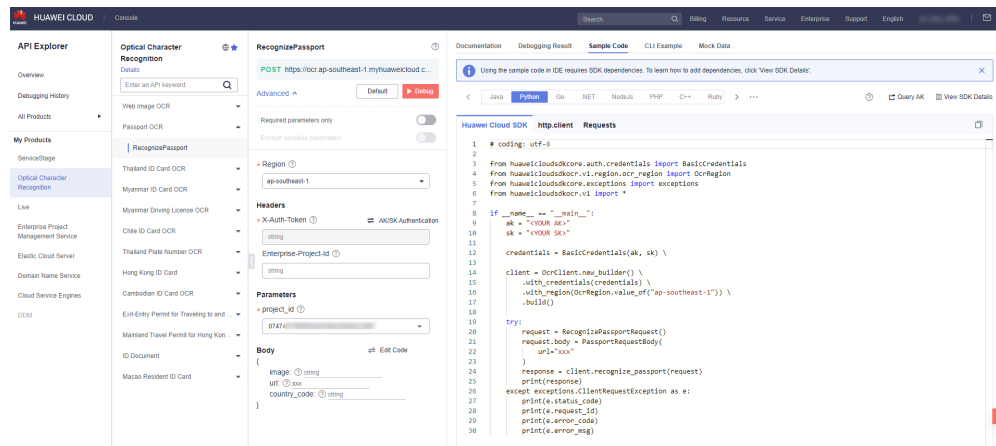 HUAWEI CLOUD
Console
Search
Billing
Resource
Service
Enterprise
Support
English
API Explorer
Overview
Debugging History
All Products
My Products
ServiceStage
Optical Character
Recognition
Live
Enterprise Project
Management Service
Elastic Cloud Server
Domain Name Service
Cloud Service Engines
DDM
Optical Character
Recognition
Details
Enter an API keyword.
Web Image OCR
Passport OCR
RecognizePassport
Thailand ID Card OCR
Myanmar ID Card OCR
Myanmar Driving License OCR
Chile ID Card OCR
Thailand Plate Number OCR
Hong Kong ID Card
Cambodian ID Card OCR
Exit-Entry Permit for Traveling to and ...
Mainland Travel Permit for Hong Kon...
ID Document
Macao Resident ID Card
RecognizePassport
POST https://ocr.ap-southeast-1.myhuaweicloud.c...
Advanced
Default
Debug
Required parameters only
Encrypt sensitive parameters
* Region
ap-southeast-1
Headers
* X-Auth-Token
AK/SK Authentication
string
Enterprise-Project-Id
string
Parameters
* project_id
07474
Body
Edit Code
{
image: string
url: xxx
country_code: string
}
Documentation
Debugging Result
Sample Code
CLI Example
Mock Data
Using the sample code in IDE requires SDK dependencies. To learn how to add dependencies, click 'View SDK Details'.
Java
Python
Go
.NET
NodeJs
PHP
C++
Ruby
Query AK
View SDK Details
Huawei Cloud SDK
http.client
Requests
1 # coding: utf-8
2
3 from huaweicloudsdkcore.auth.credentials import BasicCredentials
4 from huaweicloudsdkocr.v1.region.ocr_region import OcrRegion
5 from huaweicloudsdkcore.exceptions import exceptions
6 from huaweicloudsdkocr.v1 import *
7
8 if __name__ == "__main__":
9 ak = "<YOUR AK>"
10 sk = "<YOUR SK>"
11
12 credentials = BasicCredentials(ak, sk) \
13
14 client = OcrClient.new_builder() \
15 .with_credentials(credentials) \
16 .with_region(OcrRegion.value_of("ap-southeast-1")) \
17 .build()
18
19 try:
20 request = RecognizePassportRequest()
21 request.body = PassportRequestBody(
22 url="xxx"
23 )
24 response = client.recognize_passport(request)
25 print(response)
26 except exceptions.ClientRequestException as e:
27 print(e.status_code)
28 print(e.request_id)
29 print(e.error_code)
30 print(e.error_msg)